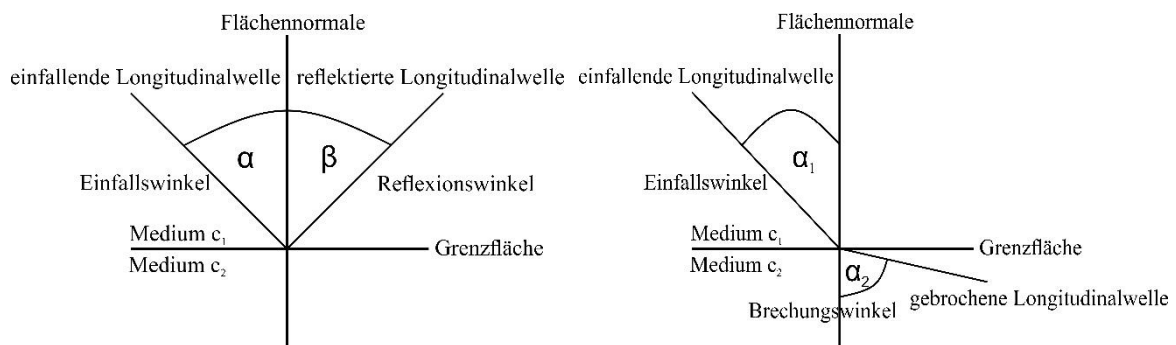 Flächennormale
einfallende Longitudinalwelle
reflektierte Longitudinalwelle
α
β
Einfallswinkel
Reflexionswinkel
Medium c₁
Grenzfläche
Medium c₂
Flächennormale
einfallende Longitudinalwelle
α₁
Einfallswinkel
Medium c₁
Grenzfläche
Medium c₂
α₂
gebrochene Longitudinalwelle
Brechungswinkel